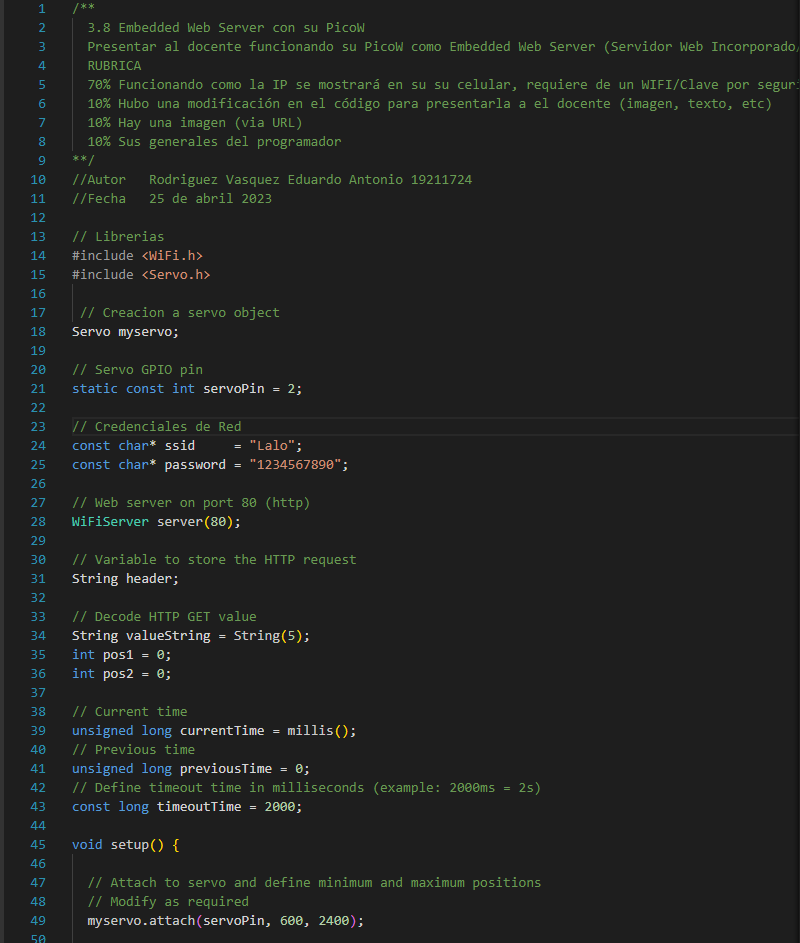 1 /**
2 3.8 Embedded Web Server con su PicoW
3 Presentar al docente funcionando su PicoW como Embedded Web Server (Servidor Web Incorporado/
4 RUBRICA
5 70% Funcionando como la IP se mostrará en su su celular, requiere de un WIFI/Clave por seguri
6 10% Hubo una modificación en el código para presentarla a el docente (imagen, texto, etc)
7 10% Hay una imagen (via URL)
8 10% Sus generales del programador
9 **/
10 //Autor   Rodriguez Vasquez Eduardo Antonio 19211724
11 //Fecha   25 de abril 2023
12
13 // Librerias
14 #include <WiFi.h>
15 #include <Servo.h>
16
17 // Creacion a servo object
18 Servo myservo;
19
20 // Servo GPIO pin
21 static const int servoPin = 2;
22
23 // Credenciales de Red
24 const char* ssid     = "Lalo";
25 const char* password = "1234567890";
26
27 // Web server on port 80 (http)
28 WiFiServer server(80);
29
30 // Variable to store the HTTP request
31 String header;
32
33 // Decode HTTP GET value
34 String valueString = String(5);
35 int pos1 = 0;
36 int pos2 = 0;
37
38 // Current time
39 unsigned long currentTime = millis();
40 // Previous time
41 unsigned long previousTime = 0;
42 // Define timeout time in milliseconds (example: 2000ms = 2s)
43 const long timeoutTime = 2000;
44
45 void setup() {
46
47 // Attach to servo and define minimum and maximum positions
48 // Modify as required
49 myservo.attach(servoPin, 600, 2400);
50